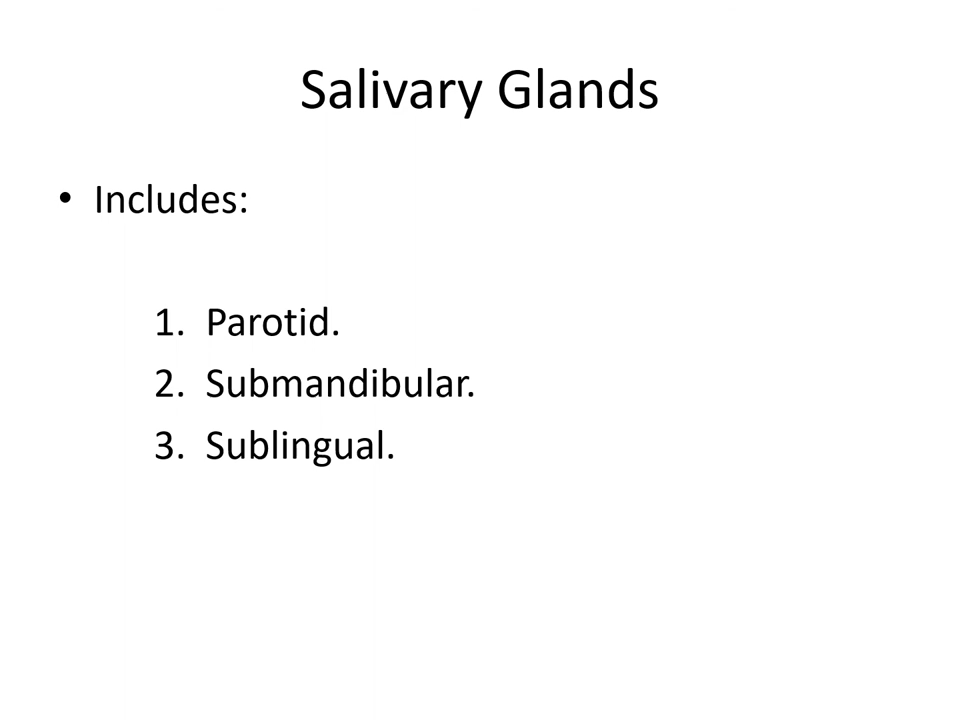 Salivary Glands
• Includes:
1. Parotid.
2. Submandibular.
3. Sublingual.